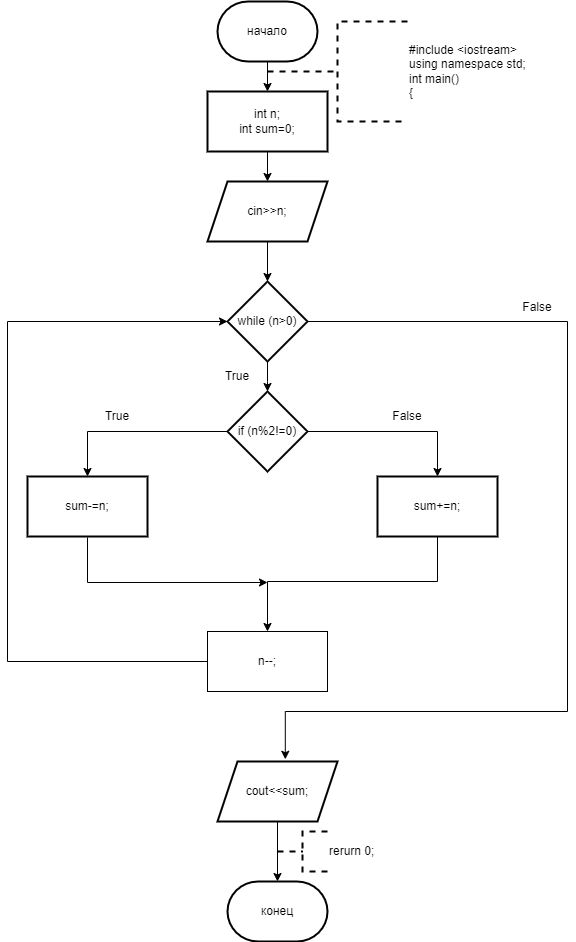 начало
#include <iostream>
using namespace std;
int main()
{
int n;
int sum=0;
cin>>n;
False
while (n>0)
True
True
False
if (n%2!=0)
sum-=n;
sum+=n;
n--;
cout<<sum;
rerurn 0;
конец